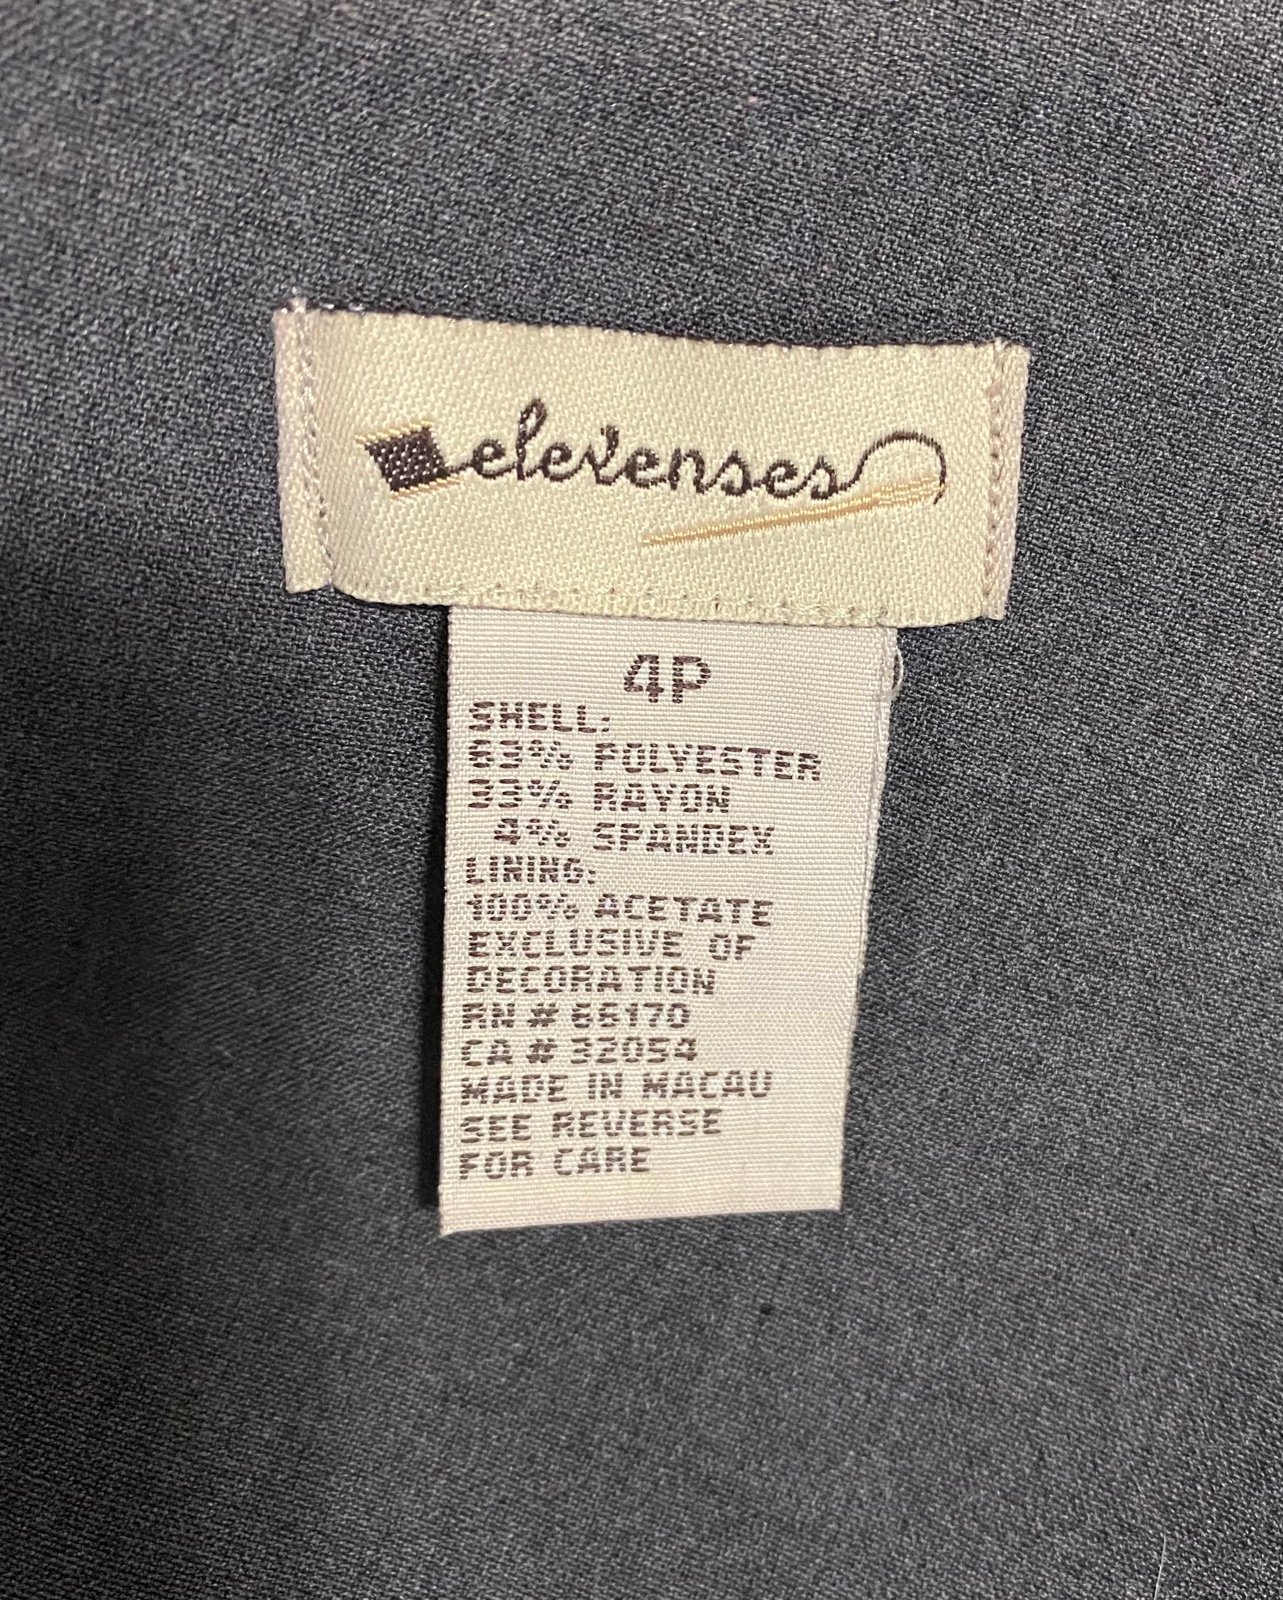 elevenses
4P
SHELL:
63% POLYESTER
33% RAYON
4% SPANDEX
LINING:
100% ACETATE
EXCLUSIVE OF
DECORATION
RN # 66170
CA # 32054
MADE IN MACAU
SEE REVERSE
FOR CARE